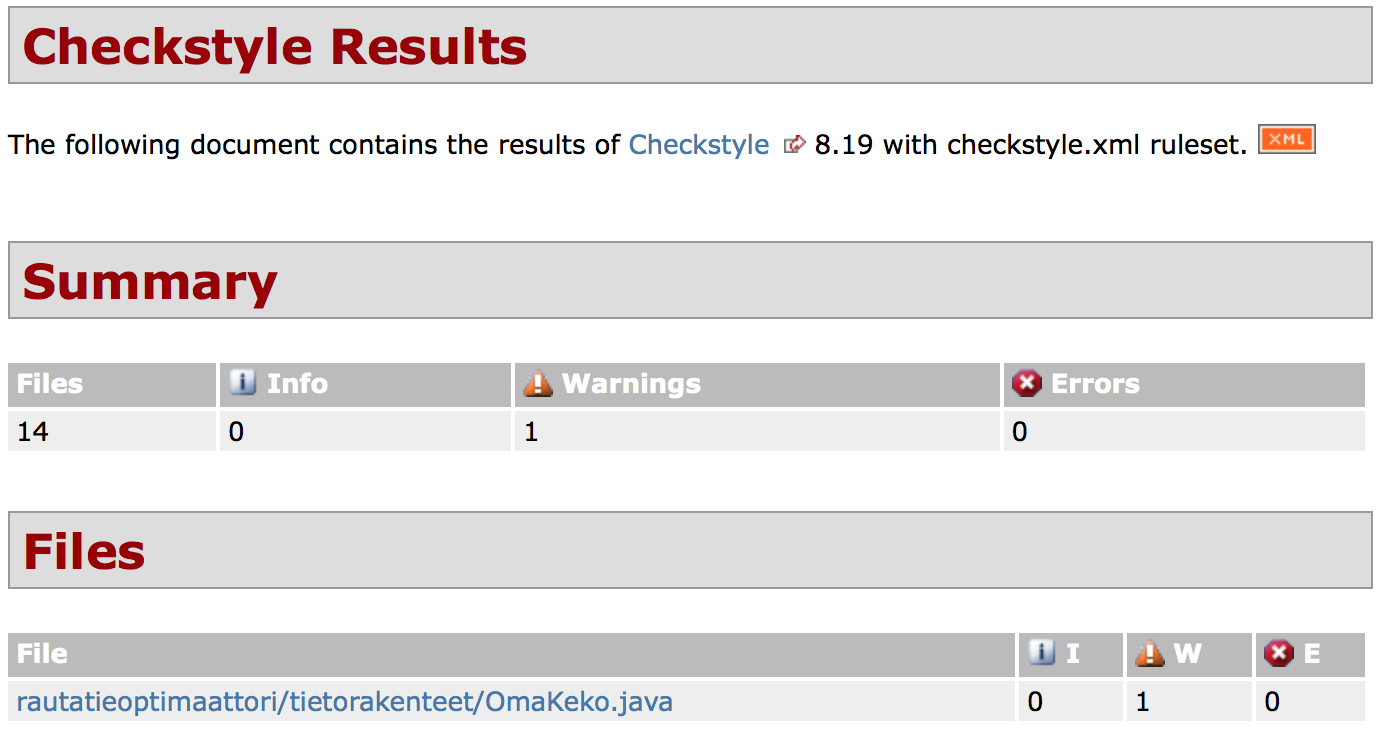 Checkstyle Results
The following document contains the results of Checkstyle 8.19 with checkstyle.xml ruleset. XML
Summary
Files Info Warnings Errors
14 0 1 0
Files
File I W E
rautatieoptimaattori/tietorakenteet/OmaKeko.java 0 1 0